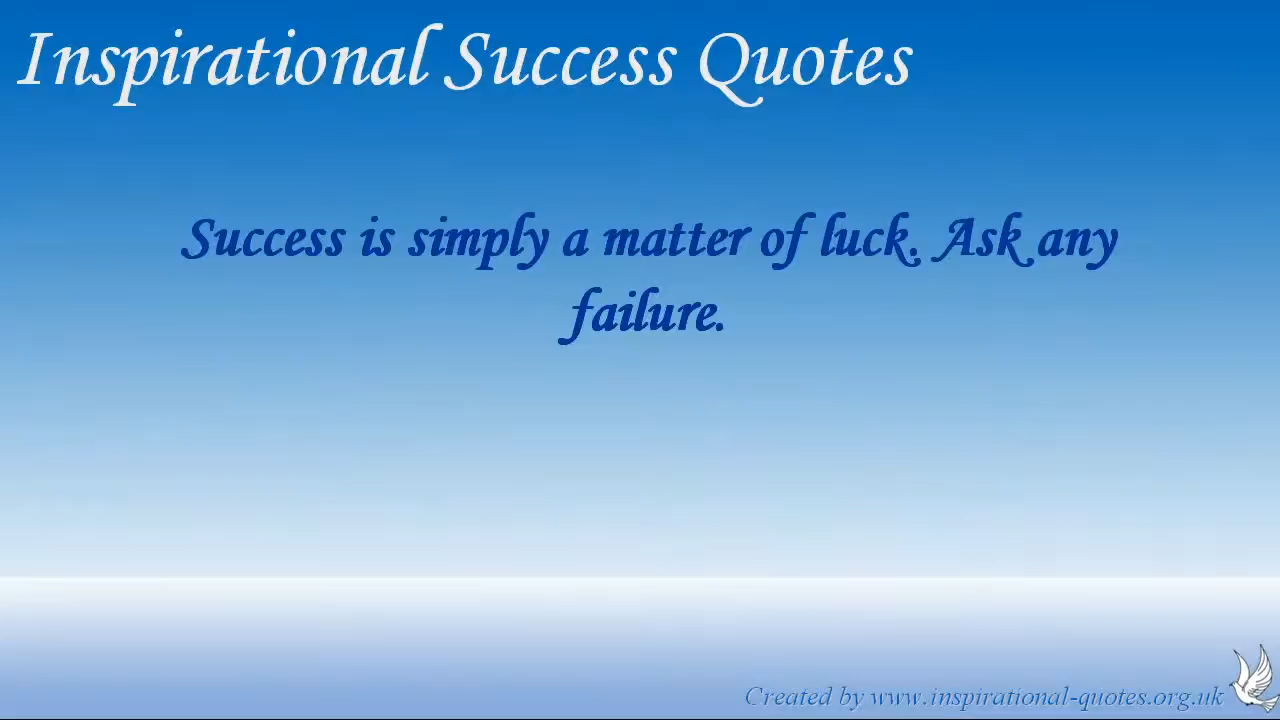 Inspirational Success Quotes
Success is simply a matter of luck. Ask any
failure.
Created by www.inspirational-quotes.org.uk